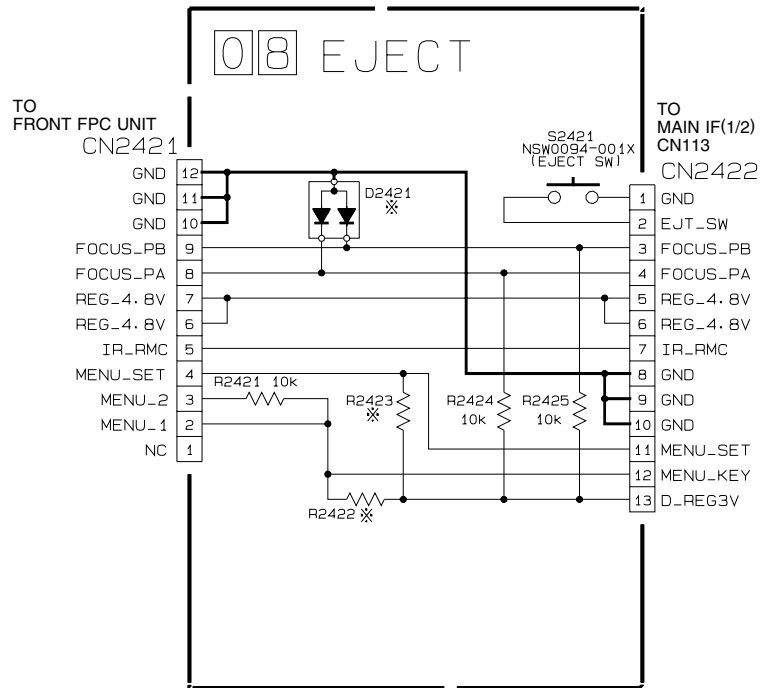 08 EJECT
TO
FRONT FPC UNIT
CN2421
GND 12
GND 11
GND 10
FOCUS_PB 9
FOCUS_PA 8
REG_4.8V 7
REG_4.8V 6
IR_RMC 5
MENU_SET 4
MENU_2 3
MENU_1 2
NC 1
D2421
※
S2421
NSW0094-001X
(EJECT SW)
R2421 10k
R2423
※
R2424
10k
R2425
10k
R2422 ※
TO
MAIN IF(1/2)
CN113
CN2422
1 GND
2 EJT_SW
3 FOCUS_PB
4 FOCUS_PA
5 REG_4.8V
6 REG_4.8V
7 IR_RMC
8 GND
9 GND
10 GND
11 MENU_SET
12 MENU_KEY
13 D_REG3V